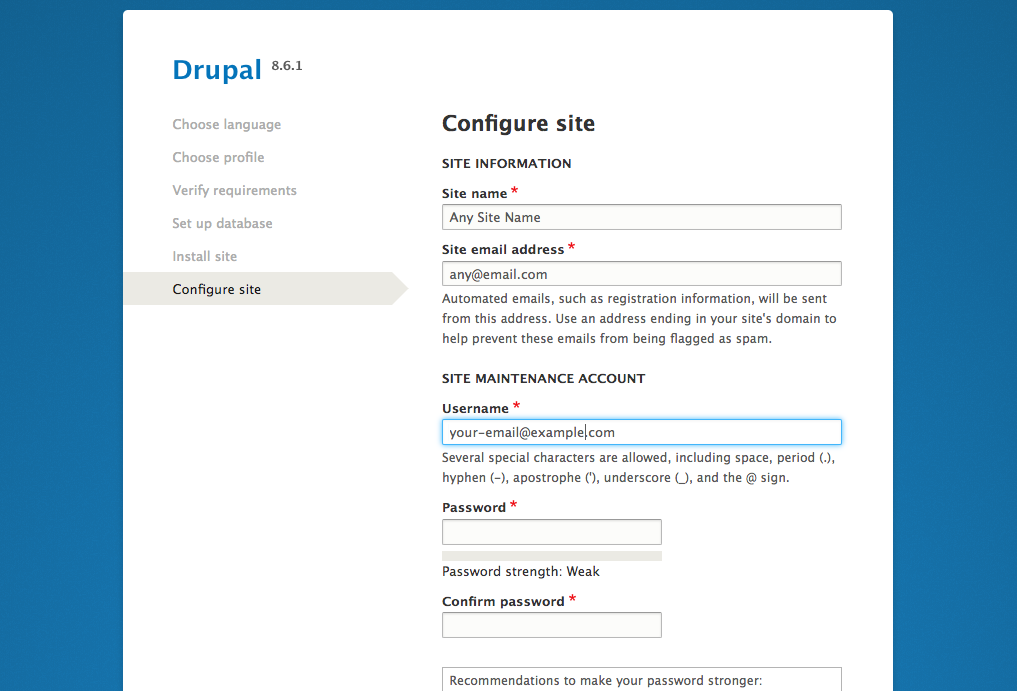 Drupal 8.6.1
Choose language
Choose profile
Verify requirements
Set up database
Install site
Configure site
Configure site
SITE INFORMATION
Site name *
Any Site Name
Site email address *
any@email.com
Automated emails, such as registration information, will be sent
from this address. Use an address ending in your site's domain to
help prevent these emails from being flagged as spam.
SITE MAINTENANCE ACCOUNT
Username *
your-email@example.com
Several special characters are allowed, including space, period (.),
hyphen (-), apostrophe ('), underscore (_), and the @ sign.
Password *
Password strength: Weak
Confirm password *
Recommendations to make your password stronger: